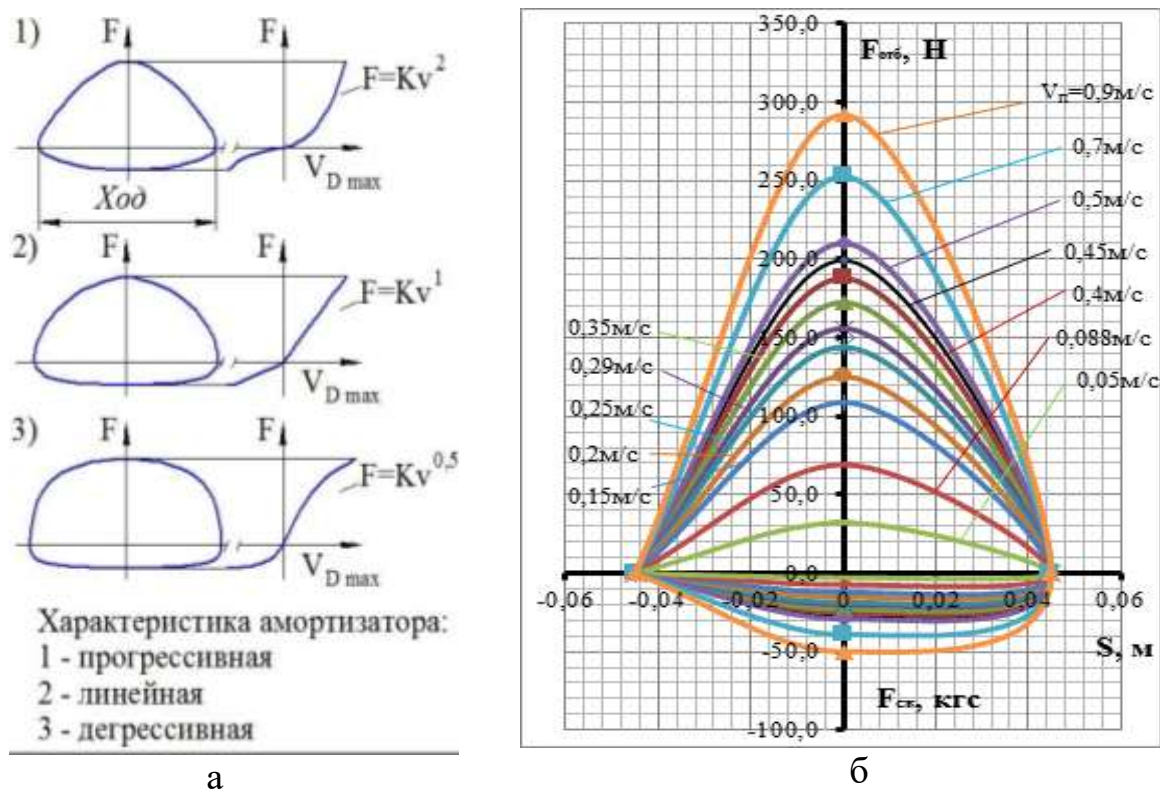 1)
F
F
F=Kv²
V D max
Ход
2)
F
F
F=Kv¹
V D max
3)
F
F
F=Kv⁰,⁵
V D max
Характеристика амортизатора:
1 - прогрессивная
2 - линейная
3 - дегрессивная
а
350,0
Fотб, Н
300,0
250,0
200,0
150,0
100,0
50,0
0,0
-50,0
-100,0
Vп=0,9м/с
0,7м/с
0,5м/с
0,45м/с
0,4м/с
0,088м/с
0,05м/с
0,35м/с
0,29м/с
0,25м/с
0,2м/с
0,15м/с
-0,06
-0,04
-0,02
0
0,02
0,04
0,06
S, м
Fсж, кгс
б